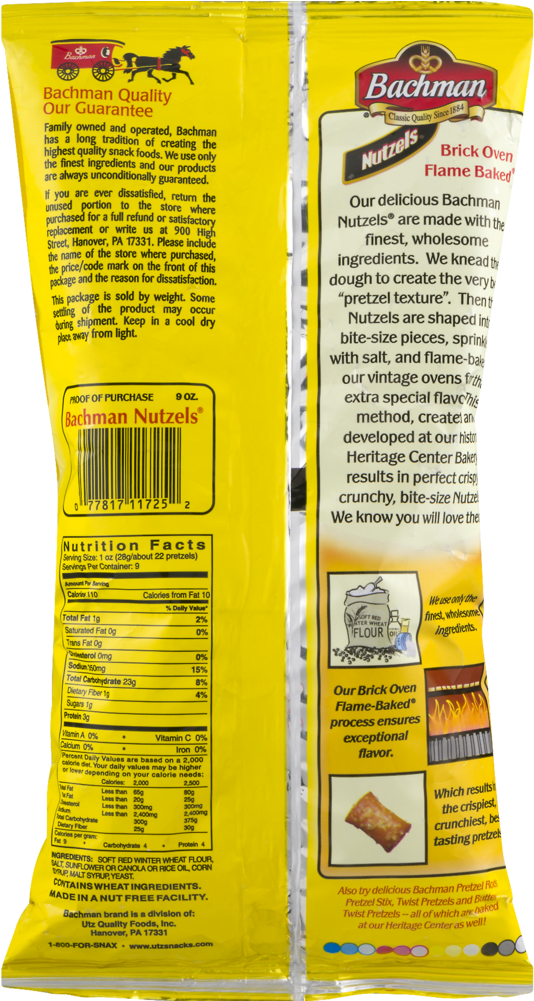 Bachman
Bachman Quality
Our Guarantee
Family owned and operated, Bachman
has a long tradition of creating the
highest quality snack foods. We use only
the finest ingredients and our products
are always unconditionally guaranteed.
If you are ever dissatisfied, return the
unused portion to the store where
purchased for a full refund or satisfactory
replacement or write us at 900 High
Street, Hanover, PA 17331. Please include
the name of the store where purchased,
the price/code mark on the front of this
package and the reason for dissatisfaction.
This package is sold by weight. Some
settling of the product may occur
during shipment. Keep in a cool dry
place away from light.
PROOF OF PURCHASE 9 OZ.
Bachman Nutzels®
0 77817 11725 2
Nutrition Facts
Serving Size: 1 oz (28g/about 22 pretzels)
Servings Per Container: 9
Amount Per Serving
Calories 110 Calories from Fat 10
% Daily Value*
Total Fat 1g 2%
Saturated Fat 0g 0%
Trans Fat 0g
Cholesterol 0mg 0%
Sodium 350mg 15%
Total Carbohydrate 23g 8%
Dietary Fiber 1g 4%
Sugars 1g
Protein 3g
Vitamin A 0% • Vitamin C 0%
Calcium 0% • Iron 0%
Percent Daily Values are based on a 2,000
calorie diet. Your daily values may be higher
or lower depending on your calorie needs:
Calories: 2,000 2,500
Total Fat Less than 65g 80g
Sat Fat Less than 20g 25g
Cholesterol Less than 300mg 300mg
Sodium Less than 2,400mg 2,400mg
Total Carbohydrate 300g 375g
Dietary Fiber 25g 30g
Calories per gram:
Fat 9 • Carbohydrate 4 • Protein 4
INGREDIENTS: SOFT RED WINTER WHEAT FLOUR,
SALT, SUNFLOWER OR CANOLA OR RICE OIL, CORN
SYRUP, MALT SYRUP, YEAST.
CONTAINS WHEAT INGREDIENTS.
MADE IN A NUT FREE FACILITY.
Bachman brand is a division of:
Utz Quality Foods, Inc.
Hanover, PA 17331
1-800-FOR-SNAX • www.utzsnacks.com
Bachman
Classic Quality Since 1884
Nutzels®
Brick Oven
Flame Baked®
Our delicious Bachman
Nutzels® are made with the
finest, wholesome
ingredients. We knead th
dough to create the very b
"pretzel texture". Then t
Nutzels are shaped int
bite-size pieces, sprink
with salt, and flame-bake
our vintage ovens
extra special
method, created an
developed at our histor
Heritage Center Baker
results in perfect crisp
crunchy, bite-size Nutzel
We know you will love the
SOFT RED
WINTER WHEAT
FLOUR
OIL
We use only the
finest, wholesome
ingredients.
Our Brick Oven
Flame-Baked®
process ensures
exceptional
flavor.
Which results i
the crispiest,
crunchiest, bes
tasting pretzels
Also try delicious Bachman Pretzel Rods
Pretzel Stix, Twist Pretzels and Butter
Twist Pretzels – all of which are baked
at our Heritage Center as well!